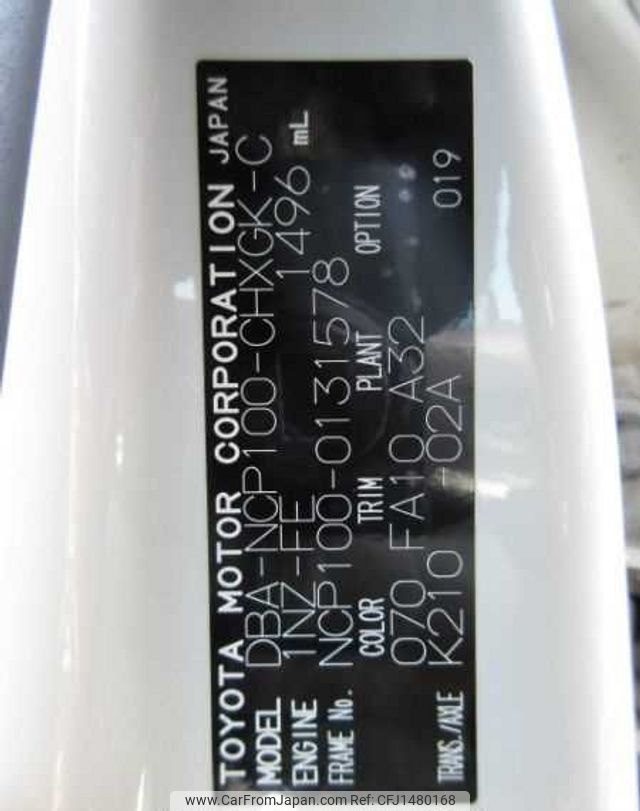 TOYOTA MOTOR CORPORATION JAPAN
MODEL DBA-NCP100-CHXGK-C
ENGINE 1NZ-FE 1496 mL
FRAME No. NCP100-0131578
COLOR TRIM PLANT OPTION
070 FA10 A32
TRANS./AXLE K210 -02A 019
www.CarFromJapan.com | Ref No:CFJ1480168